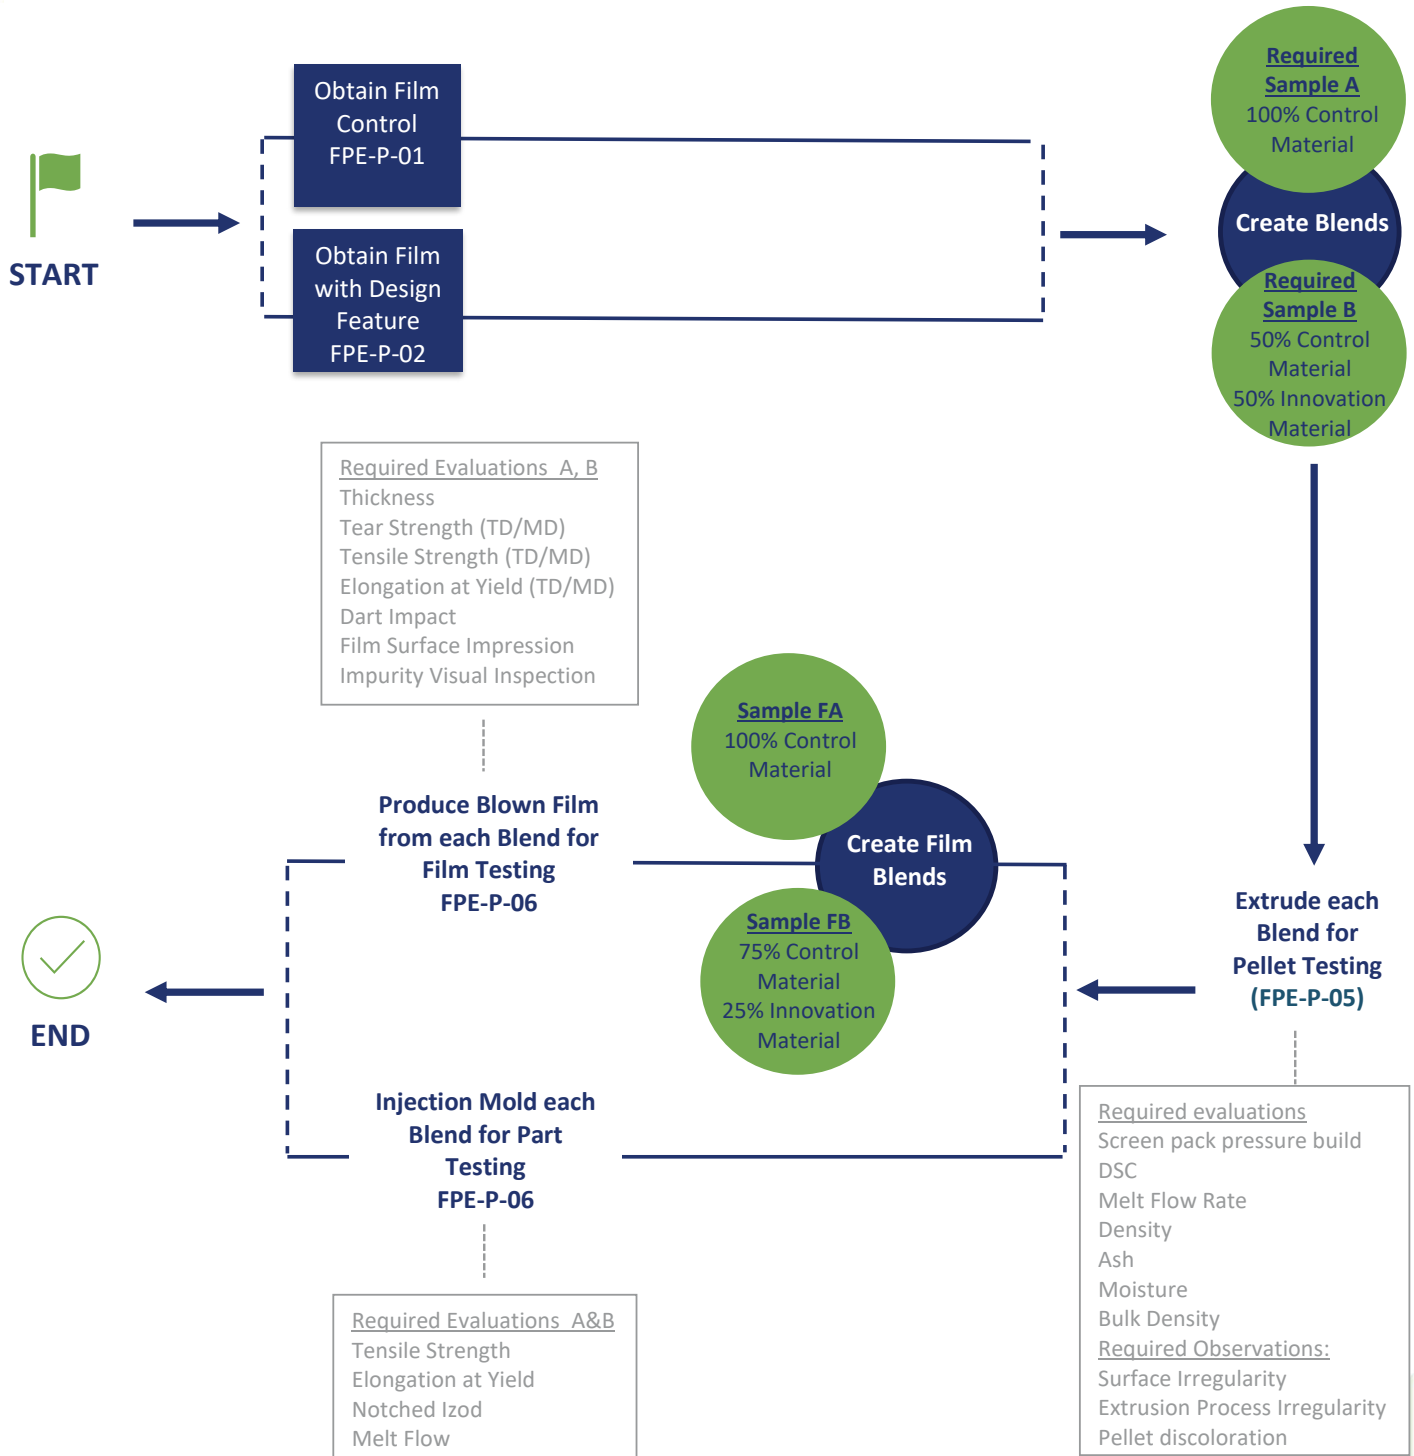 START
Obtain Film
Control
FPE-P-01
Obtain Film
with Design
Feature
FPE-P-02
Required
Sample A
100% Control
Material
Create Blends
Required
Sample B
50% Control
Material
50% Innovation
Material
Extrude each
Blend for
Pellet Testing
(FPE-P-05)
Required evaluations
Screen pack pressure build
DSC
Melt Flow Rate
Density
Ash
Moisture
Bulk Density
Required Observations:
Surface Irregularity
Extrusion Process Irregularity
Pellet discoloration
Sample FA
100% Control
Material
Create Film
Blends
Sample FB
75% Control
Material
25% Innovation
Material
Required Evaluations  A, B
Thickness
Tear Strength (TD/MD)
Tensile Strength (TD/MD)
Elongation at Yield (TD/MD)
Dart Impact
Film Surface Impression
Impurity Visual Inspection
Produce Blown Film
from each Blend for
Film Testing
FPE-P-06
Injection Mold each
Blend for Part
Testing
FPE-P-06
Required Evaluations  A&B
Tensile Strength
Elongation at Yield
Notched Izod
Melt Flow
END